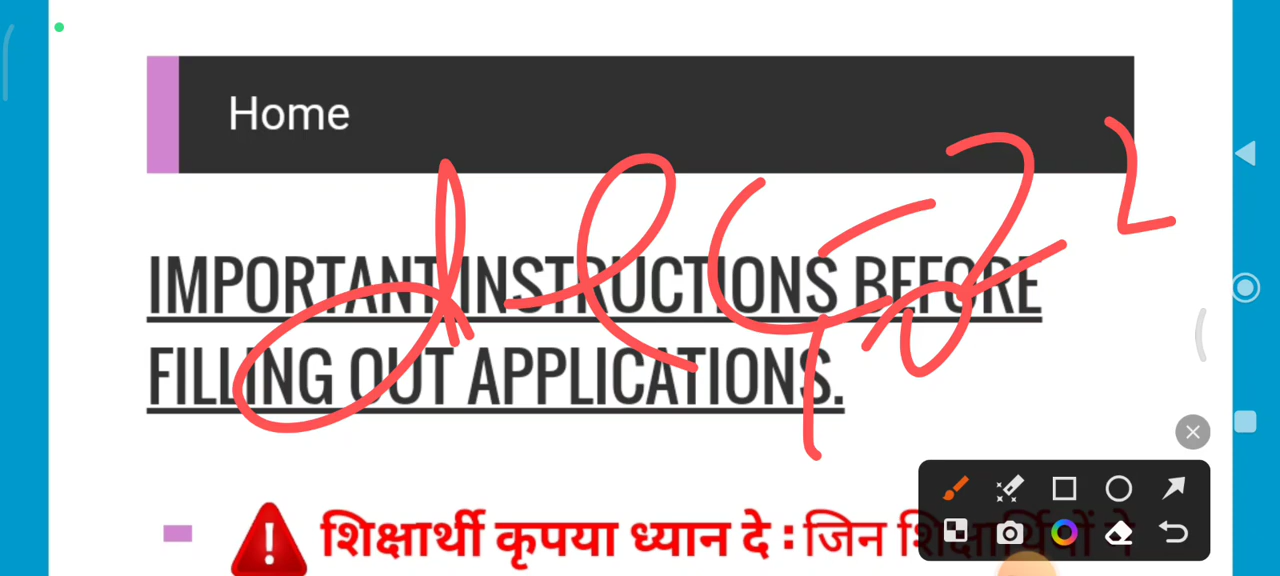 Home
IMPORTANT INSTRUCTIONS BEFORE
FILLING OUT APPLICATIONS.
शिक्षार्थी कृपया ध्यान दे : जिन शिक्षार्थियों ने